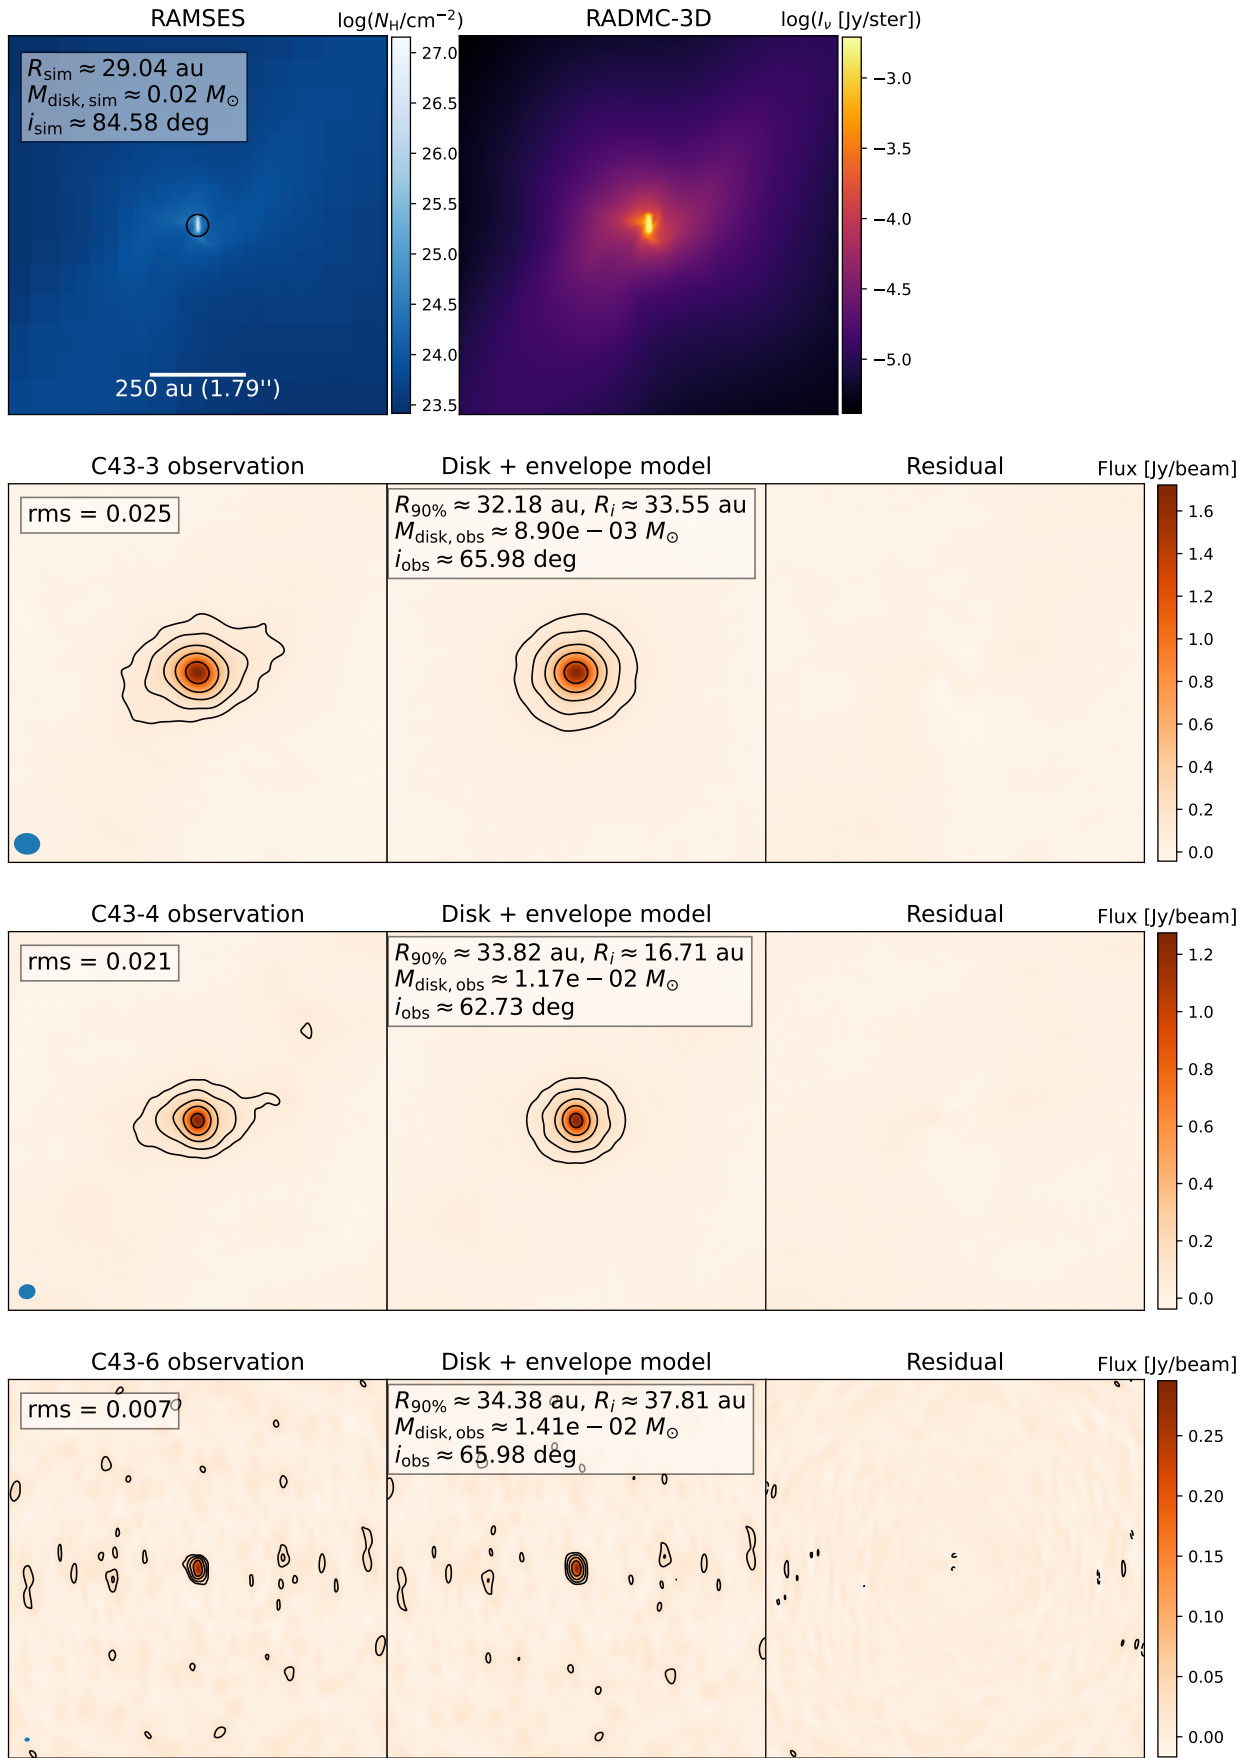 RAMSES
log(N_H/cm⁻²)
RADMC-3D
log(I_ν [Jy/ster])
R_sim ≈ 29.04 au
M_disk, sim ≈ 0.02 M_⊙
i_sim ≈ 84.58 deg
250 au (1.79'')
27.0
26.5
26.0
25.5
25.0
24.5
24.0
23.5
−3.0
−3.5
−4.0
−4.5
−5.0
C43-3 observation
Disk + envelope model
Residual
Flux [Jy/beam]
rms = 0.025
R_90% ≈ 32.18 au, R_i ≈ 33.55 au
M_disk, obs ≈ 8.90e − 03 M_⊙
i_obs ≈ 65.98 deg
1.6
1.4
1.2
1.0
0.8
0.6
0.4
0.2
0.0
C43-4 observation
Disk + envelope model
Residual
Flux [Jy/beam]
rms = 0.021
R_90% ≈ 33.82 au, R_i ≈ 16.71 au
M_disk, obs ≈ 1.17e − 02 M_⊙
i_obs ≈ 62.73 deg
1.2
1.0
0.8
0.6
0.4
0.2
0.0
C43-6 observation
Disk + envelope model
Residual
Flux [Jy/beam]
rms = 0.007
R_90% ≈ 34.38 au, R_i ≈ 37.81 au
M_disk, obs ≈ 1.41e − 02 M_⊙
i_obs ≈ 65.98 deg
0.25
0.20
0.15
0.10
0.05
0.00